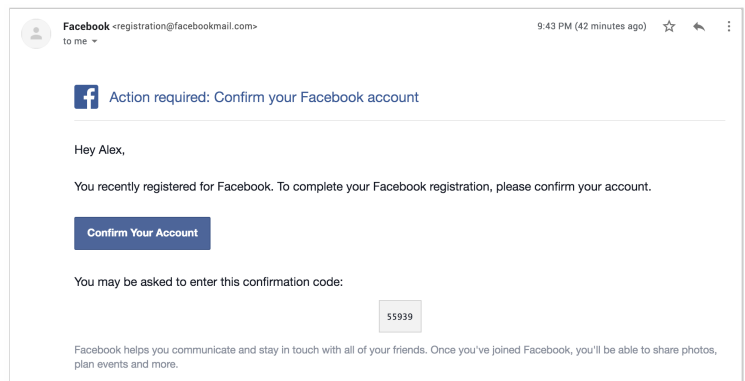 Facebook <registration@facebookmail.com> 9:43 PM (42 minutes ago)
to me
Action required: Confirm your Facebook account
Hey Alex,
You recently registered for Facebook. To complete your Facebook registration, please confirm your account.
Confirm Your Account
You may be asked to enter this confirmation code:
55939
Facebook helps you communicate and stay in touch with all of your friends. Once you've joined Facebook, you'll be able to share photos,
plan events and more.